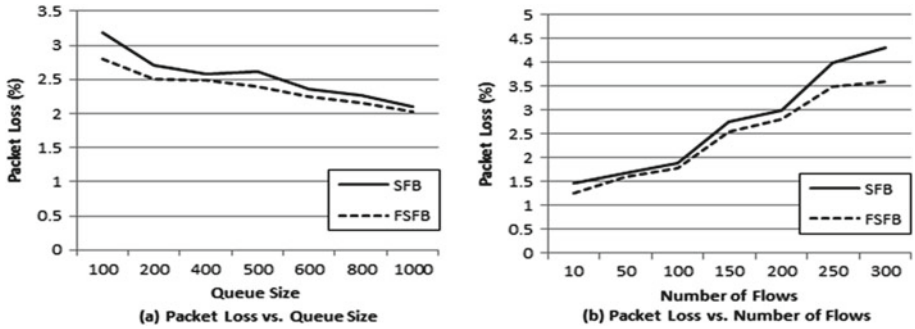 3.5
3
2.5
2
1.5
1
0.5
0
Packet Loss (%)
SFB
FSFB
100 200 400 500 600 800 1000
Queue Size
(a) Packet Loss vs. Queue Size
5
4.5
4
3.5
3
2.5
2
1.5
1
0.5
0
Packet Loss (%)
SFB
FSFB
10 50 100 150 200 250 300
Number of Flows
(b) Packet Loss vs. Number of Flows